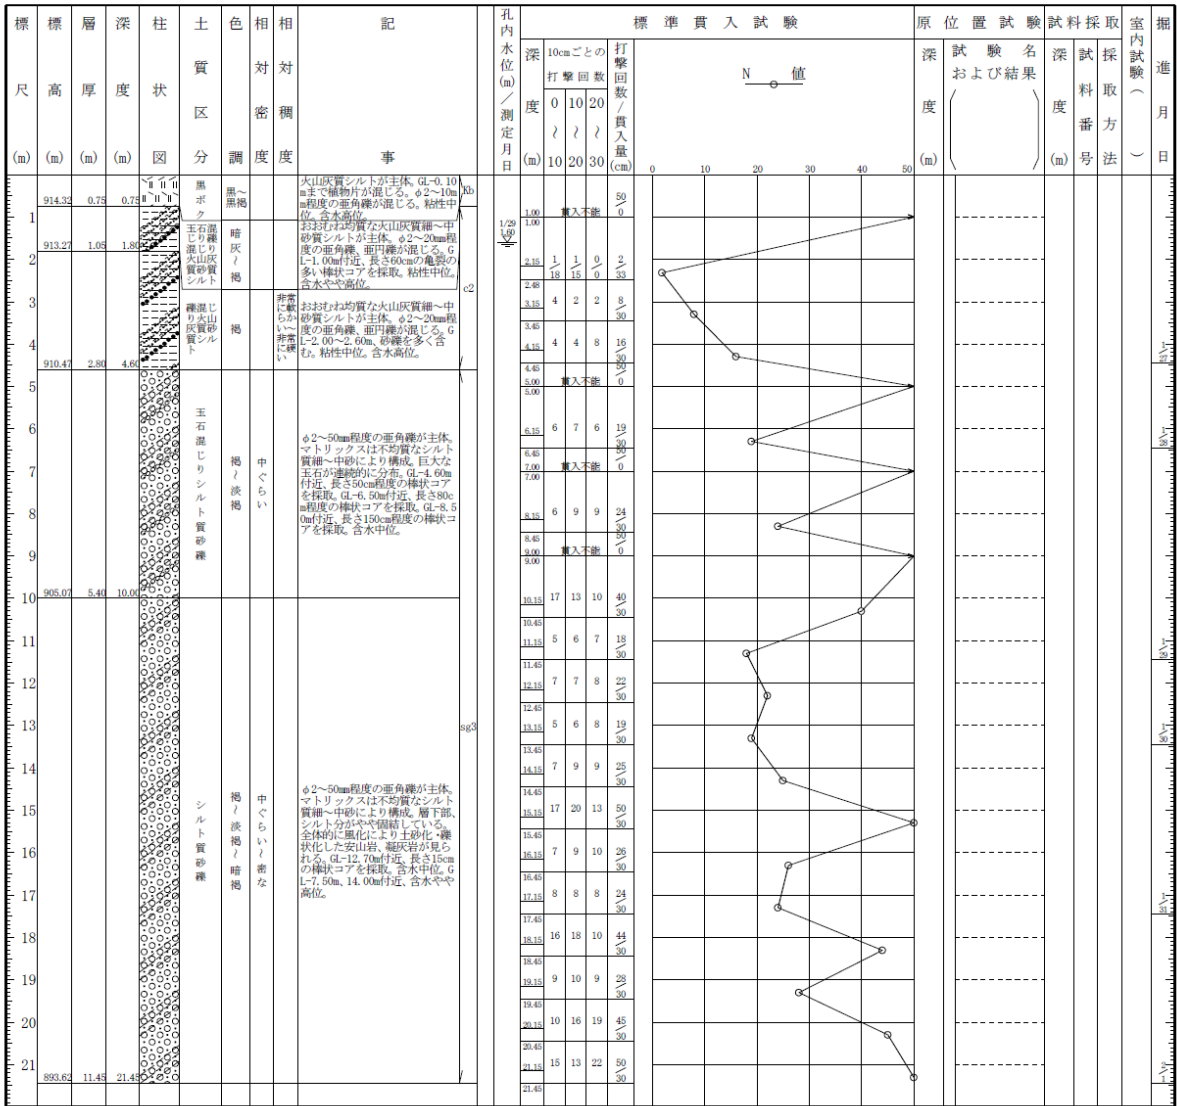 標尺(m)
標高(m)
層厚(m)
深度(m)
柱状図
土質区分
色調
相対密度
相対稠度
記事
孔内水位(m)／測定月日
標準貫入試験
深度(m)
10cmごとの
打撃回数
0 10 20
～ ～ ～
10 20 30
打撃回数/貫入量(cm)
N 値
0 10 20 30 40 50
原位置試験
深度(m)
試験名
および結果
試料採取
深度(m)
試料番号
採取方法
室内試験()
掘進月日
914.32 0.75 0.75
黒ボク
黒～黒褐
火山灰質シルトが主体。GL-0.10
mまで植物片が混じる。φ2～10m
m程度の亜角礫が混じる。粘性中
位。含水高位。
Kb
913.27 1.05 1.80
玉石混
じり礫
混じり
火山灰
質砂質
シルト
暗灰～褐
おおむね均質な火山灰質細～中
砂質シルトが主体。φ2～20mm程
度の亜角礫、亜円礫が混じる。G
L-1.00m付近、長さ60cmの亀裂の
多い棒状コアを採取。粘性中位。
含水やや高位。
c2
910.47 2.80 4.60
礫混じ
り火山
灰質砂
質シル
ト
褐
非常
に軟
らか
い～
非常
に硬
い
おおむね均質な火山灰質細～中
砂質シルトが主体。φ2～20mm程
度の亜角礫、亜円礫が混じる。G
L-2.00～2.60m、砂礫を多く含
む。粘性中位。含水高位。
905.07 5.40 10.00
玉石混じりシルト質砂礫
褐～淡褐
中ぐらい
φ2～50mm程度の亜角礫が主体。
マトリックスは不均質なシルト
質細～中砂により構成。巨大な
玉石が連続的に分布。GL-4.60m
付近、長さ50cm程度の棒状コア
を採取。GL-6.50m付近、長さ80c
m程度の棒状コアを採取。GL-8.5
0m付近、長さ150cm程度の棒状コ
アを採取。含水中位。
893.62 11.45 21.45
シルト質砂礫
褐～淡褐～暗褐
中ぐらい～密な
φ2～50mm程度の亜角礫が主体。
マトリックスは不均質なシルト
質細～中砂により構成。層下部、
シルト分がやや固結している。
全体的に風化により土砂化・礫
状化した安山岩、凝灰岩が見ら
れる。GL-12.70m付近、長さ15cm
の棒状コアを採取。含水中位。G
L-7.50m、14.00m付近、含水やや
高位。
sg3
1
2
3
4
5
6
7
8
9
10
11
12
13
14
15
16
17
18
19
20
21
1/29
1.60
1.00 貫入不能 50/0
1.00
2.15 1/18 1/15 0/0 2/33
2.48
3.15 4 2 2 8/30
3.45
4.15 4 4 8 16/30
4.45
5.00 貫入不能 50/0
5.00
6.15 6 7 6 19/30
6.45
7.00 貫入不能 50/0
7.00
8.15 6 9 9 24/30
8.45
9.00 貫入不能 50/0
9.00
10.15 17 13 10 40/30
10.45
11.15 5 6 7 18/30
11.45
12.15 7 7 8 22/30
12.45
13.15 5 6 8 19/30
13.45
14.15 7 9 9 25/30
14.45
15.15 17 20 13 50/30
15.45
16.15 7 9 10 26/30
16.45
17.15 8 8 8 24/30
17.45
18.15 16 18 10 44/30
18.45
19.15 9 10 9 28/30
19.45
20.15 10 16 19 45/30
20.45
21.15 15 13 22 50/30
21.45
1/27
1/28
1/29
1/30
1/31
2/1